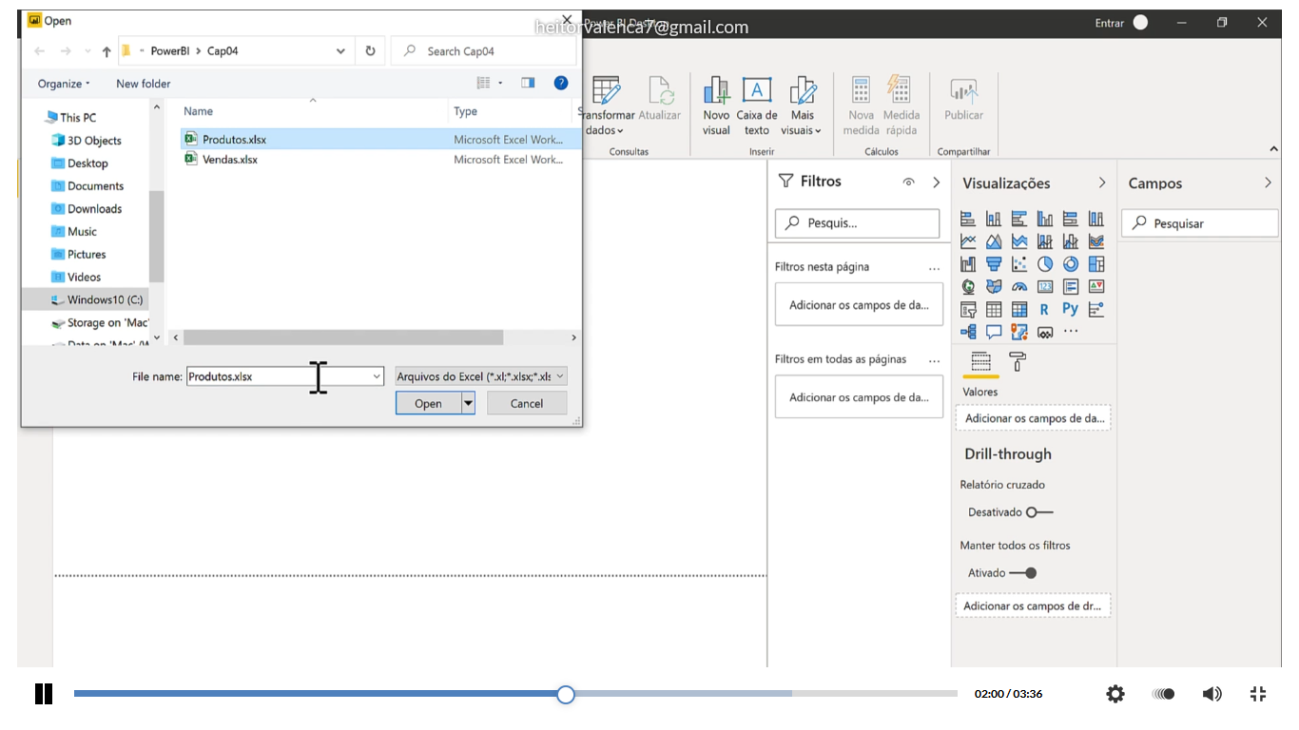 Open
heitorvalenca7@gmail.com
Power BI Desktop
Entrar
PowerBI > Cap04
Search Cap04
Organize
New folder
This PC
3D Objects
Desktop
Documents
Downloads
Music
Pictures
Videos
Windows10 (C:)
Storage on 'Mac'
Name
Type
Produtos.xlsx
Microsoft Excel Work...
Vendas.xlsx
Microsoft Excel Work...
File name:
Produtos.xlsx
Arquivos do Excel (*.xl;*.xlsx;*.xls
Open
Cancel
Transformar
dados
Atualizar
Consultas
Novo
visual
Caixa de
texto
Mais
visuais
Inserir
Nova
medida
Medida
rápida
Cálculos
Publicar
Compartilhar
Filtros
Pesquis...
Filtros nesta página
...
Adicionar os campos de da...
Filtros em todas as páginas
...
Adicionar os campos de da...
Visualizações
A
123
R
Py
...
Valores
Adicionar os campos de da...
Drill-through
Relatório cruzado
Desativado
Manter todos os filtros
Ativado
Adicionar os campos de dr...
Campos
Pesquisar
02:00 / 03:36